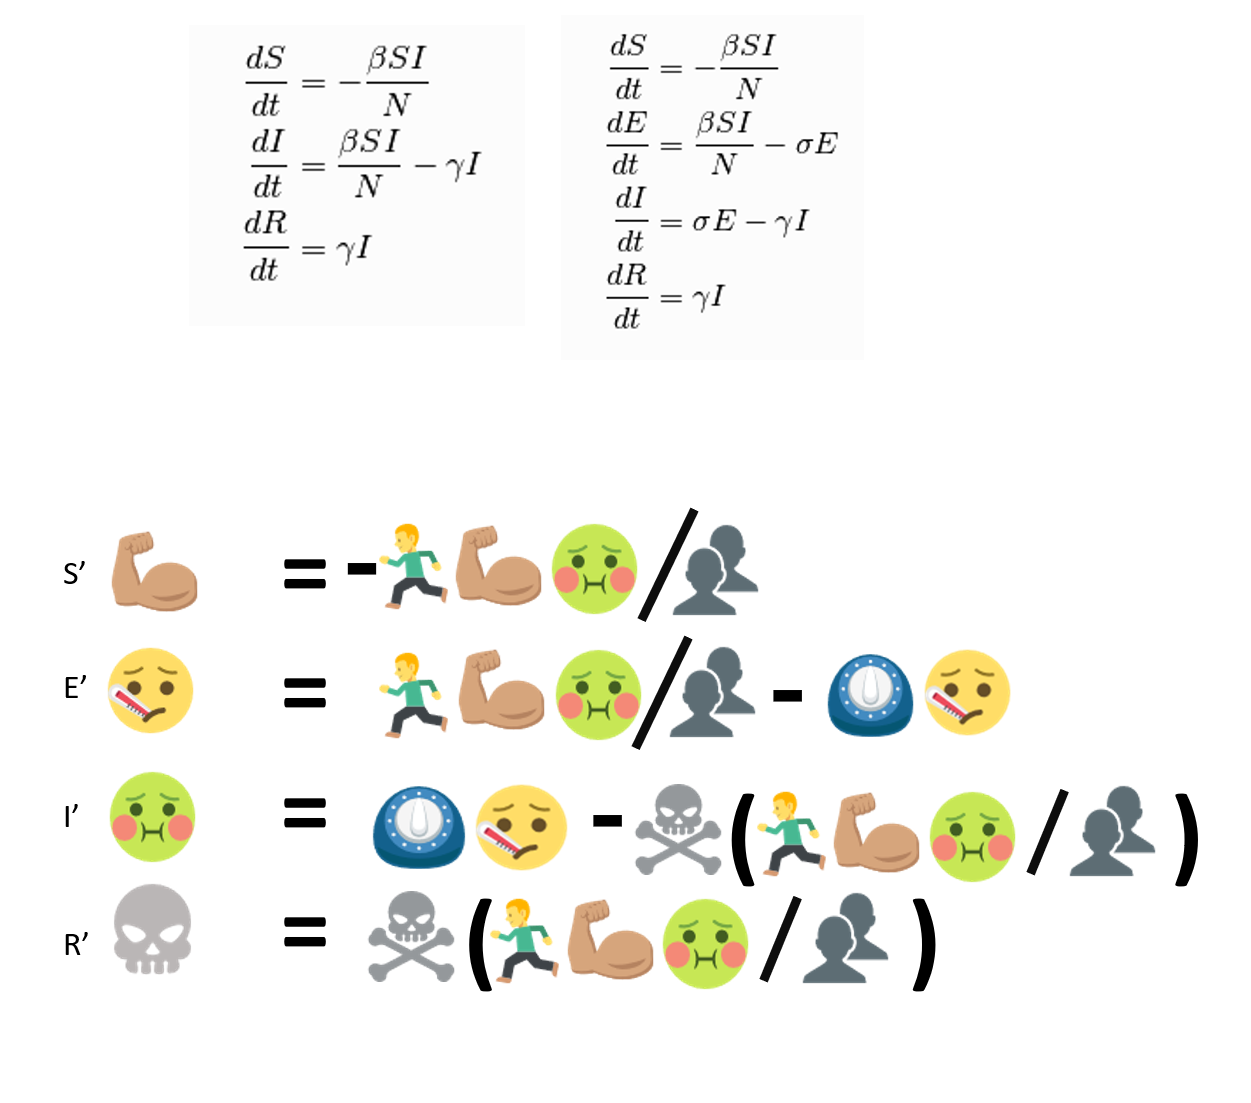 dS/dt = −βSI/N
dI/dt = βSI/N − γI
dR/dt = γI
dS/dt = −βSI/N
dE/dt = βSI/N − σE
dI/dt = σE − γI
dR/dt = γI
S’ = - /
E’ = / -
I’ = - ( / )
R’ = ( / )